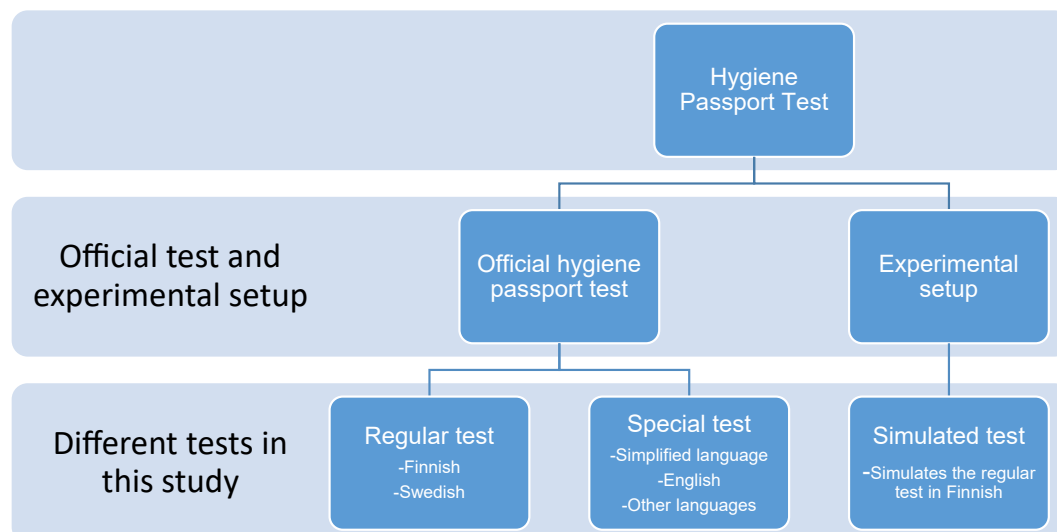 Hygiene
Passport Test
Official test and
experimental setup
Official hygiene
passport test
Experimental
setup
Different tests in
this study
Regular test
-Finnish
-Swedish
Special test
-Simplified language
-English
-Other languages
Simulated test
-Simulates the regular
test in Finnish